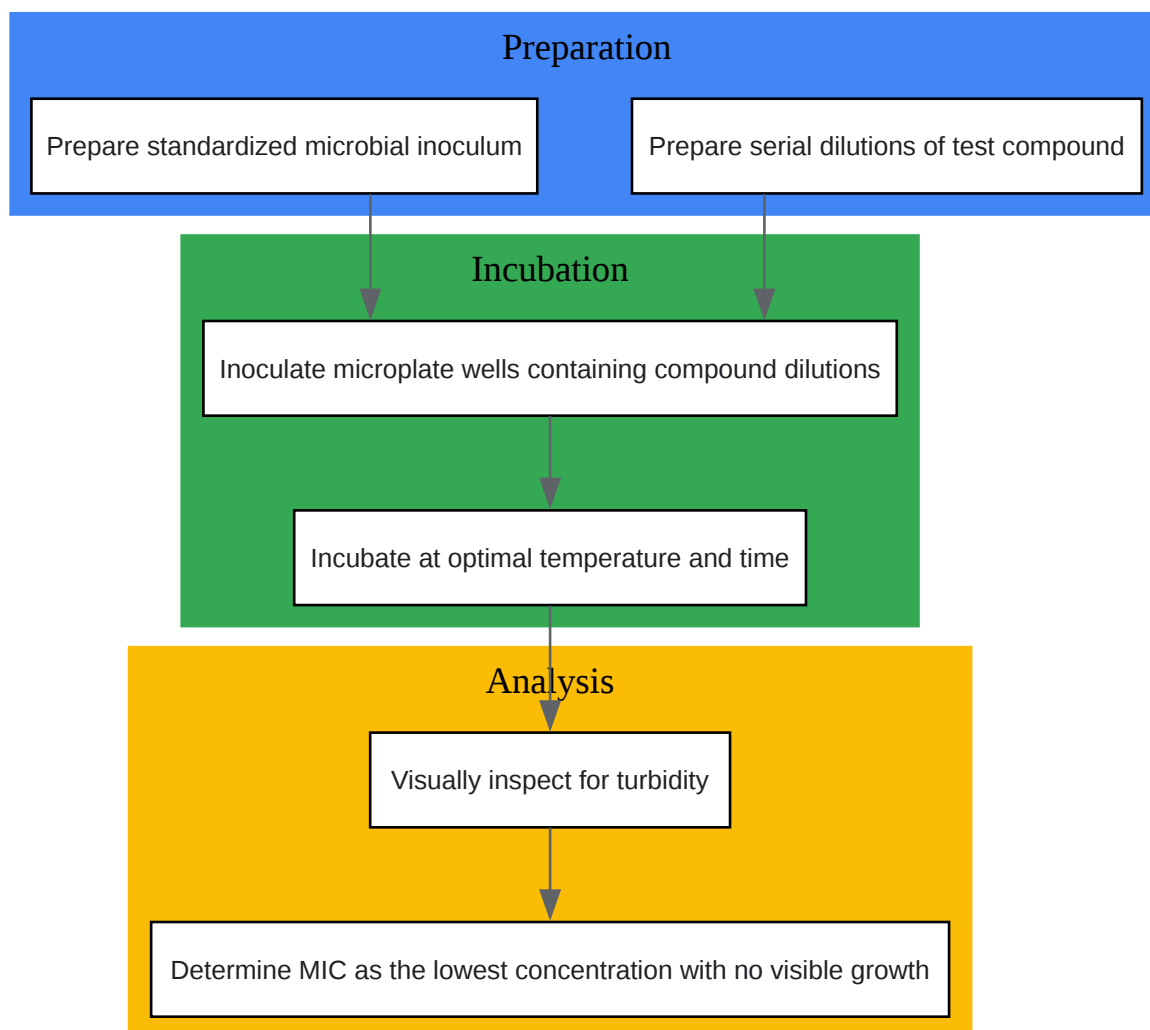 Preparation
Prepare standardized microbial inoculum
Prepare serial dilutions of test compound
Incubation
Inoculate microplate wells containing compound dilutions
Incubate at optimal temperature and time
Analysis
Visually inspect for turbidity
Determine MIC as the lowest concentration with no visible growth